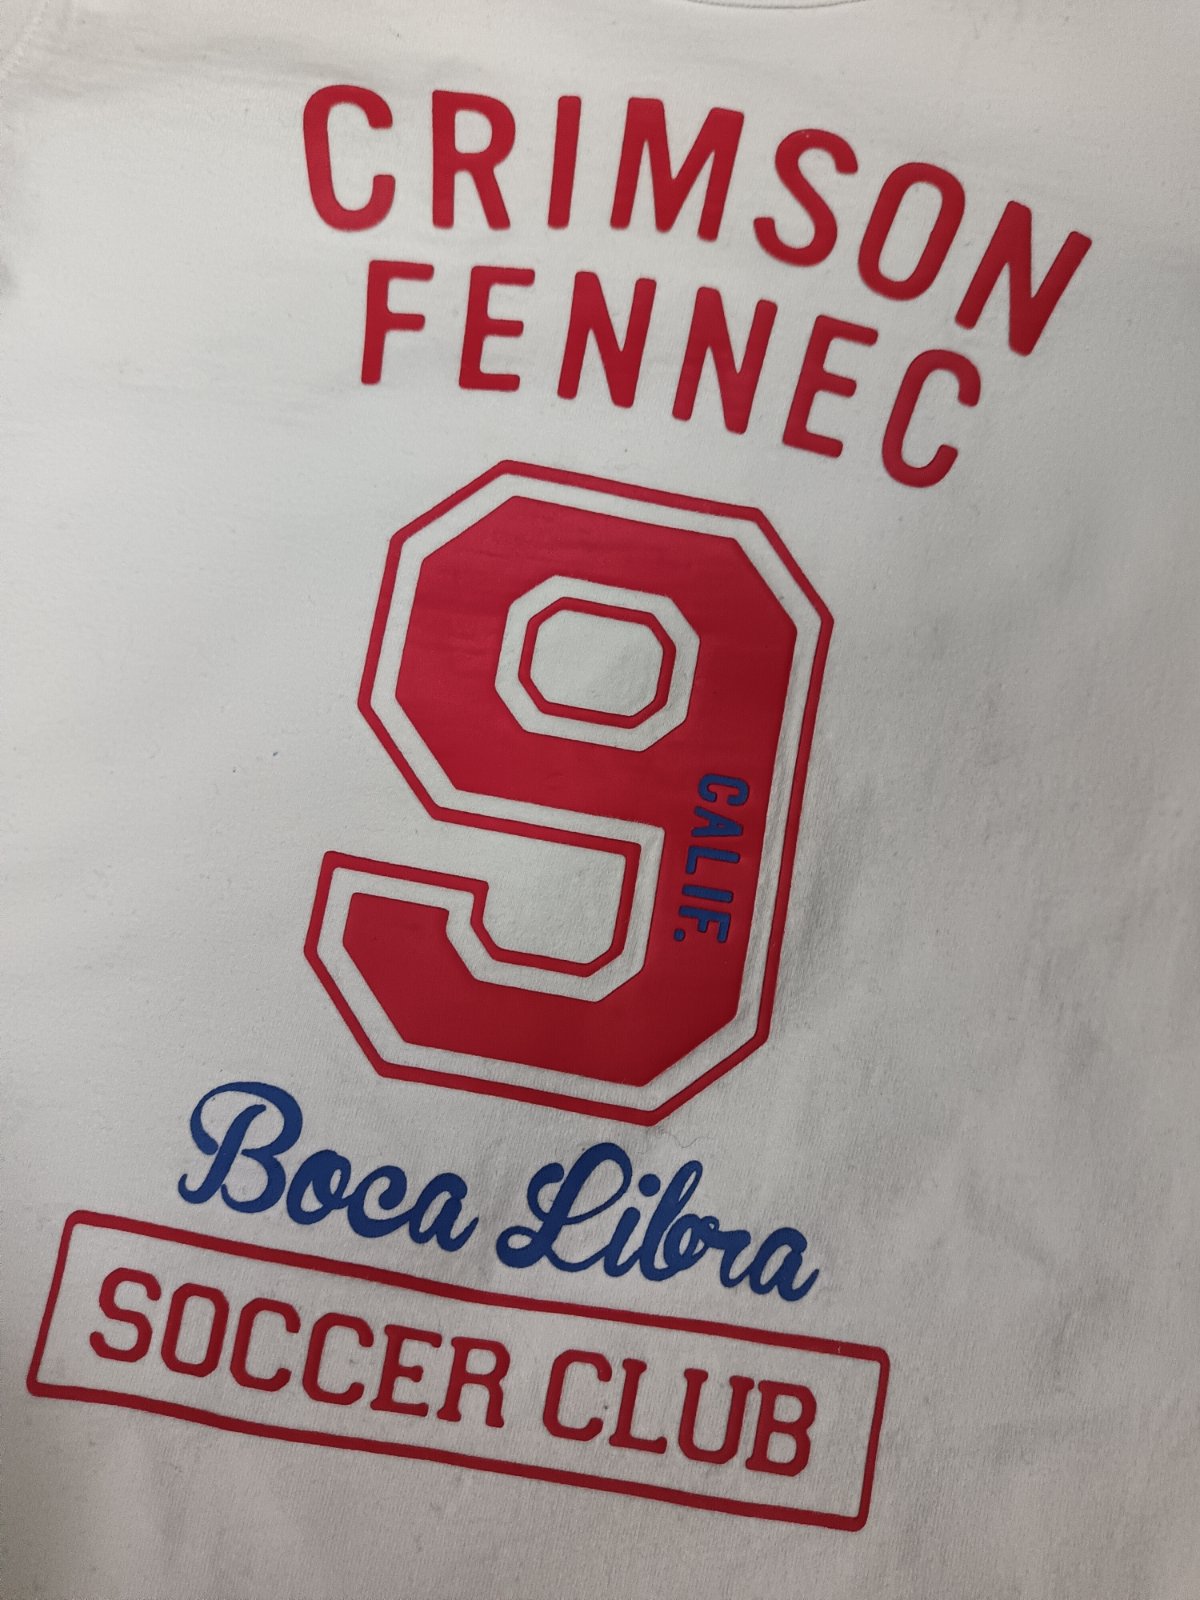 CRIMSON
FENNEC
9
CALIF.
Boca Libra
SOCCER CLUB